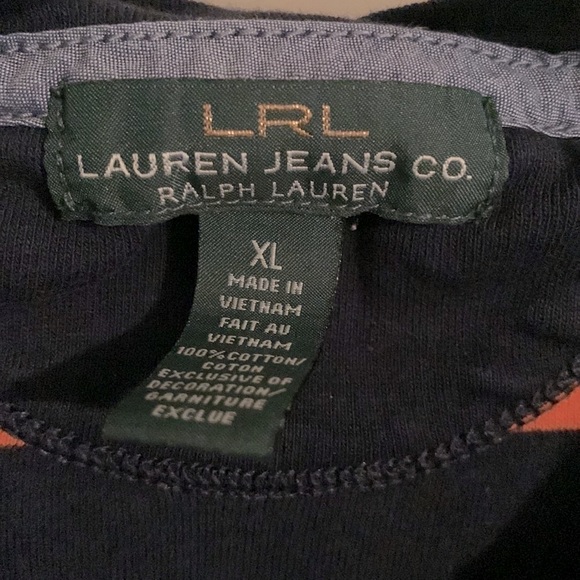 LRL
LAUREN JEANS CO.
RALPH LAUREN
XL
MADE IN
VIETNAM
FAIT AU
VIETNAM
100% COTTON/
COTON
EXCLUSIVE OF
DECORATION/
GARNITURE
EXCLUE